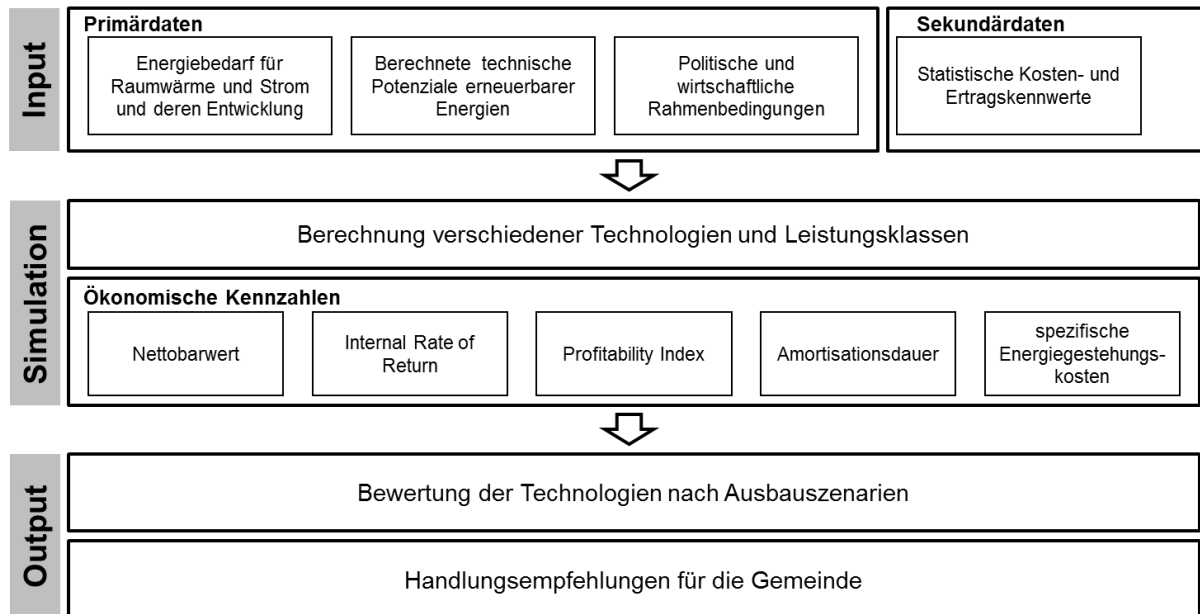 Input
Primärdaten
Energiebedarf für
Raumwärme und Strom
und deren Entwicklung
Berechnete technische
Potenziale erneuerbarer
Energien
Politische und
wirtschaftliche
Rahmenbedingungen
Sekundärdaten
Statistische Kosten- und
Ertragskennwerte
Simulation
Berechnung verschiedener Technologien und Leistungsklassen
Ökonomische Kennzahlen
Nettobarwert
Internal Rate of
Return
Profitability Index
Amortisationsdauer
spezifische
Energiegestehungs-
kosten
Output
Bewertung der Technologien nach Ausbauszenarien
Handlungsempfehlungen für die Gemeinde